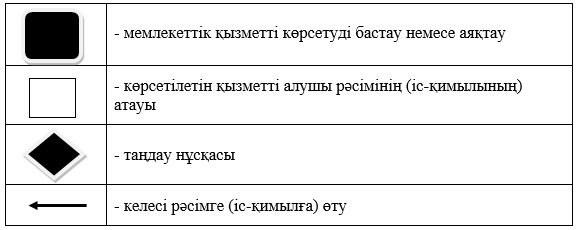 - мемлекеттік қызметті көрсетуді бастау немесе аяқтау
- көрсетілетін қызметті алушы рәсімінің (іс-қимылының)
атауы
- таңдау нұсқасы
- келесі рәсімге (іс-қимылға) өту